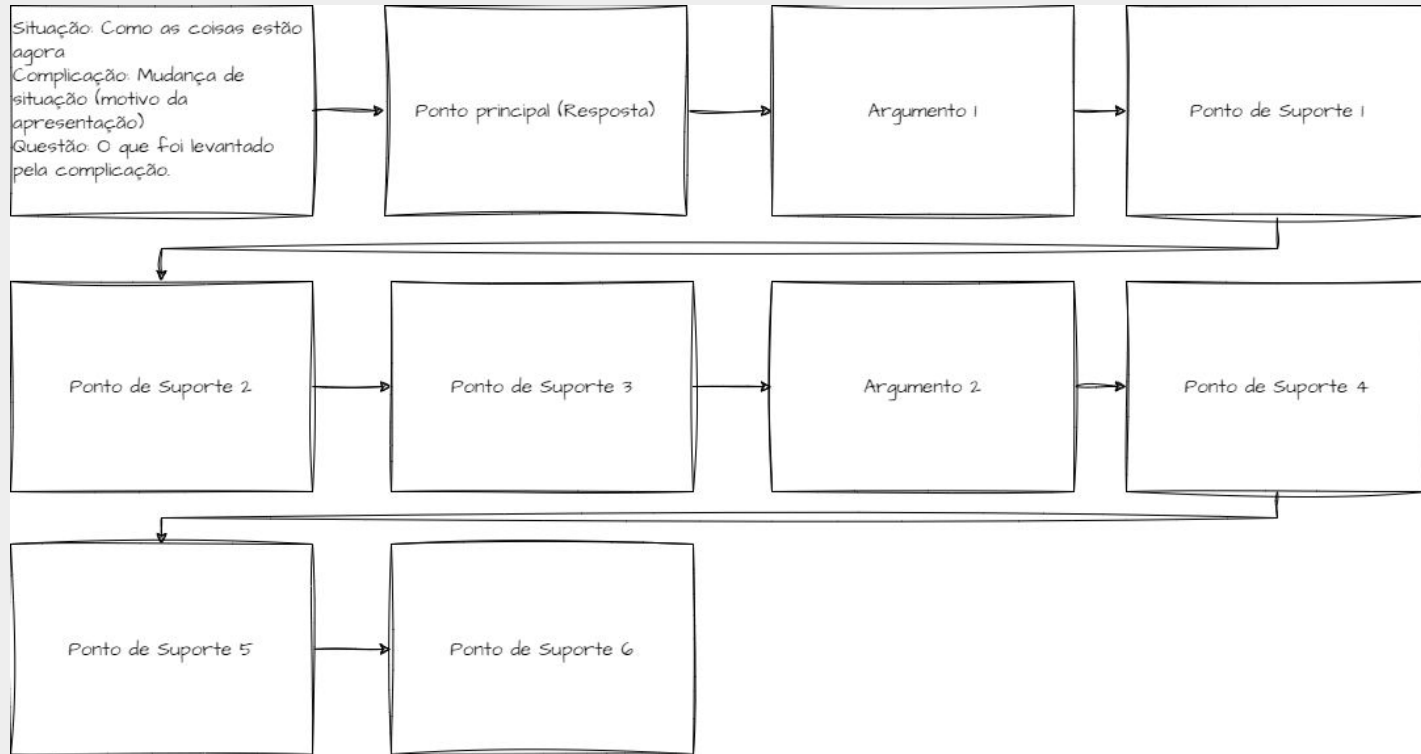 Situação: Como as coisas estão
agora
Complicação: Mudança de
situação (motivo da
apresentação)
Questão: O que foi levantado
pela complicação.
Ponto principal (Resposta)
Argumento 1
Ponto de Suporte 1
Ponto de Suporte 2
Ponto de Suporte 3
Argumento 2
Ponto de Suporte 4
Ponto de Suporte 5
Ponto de Suporte 6